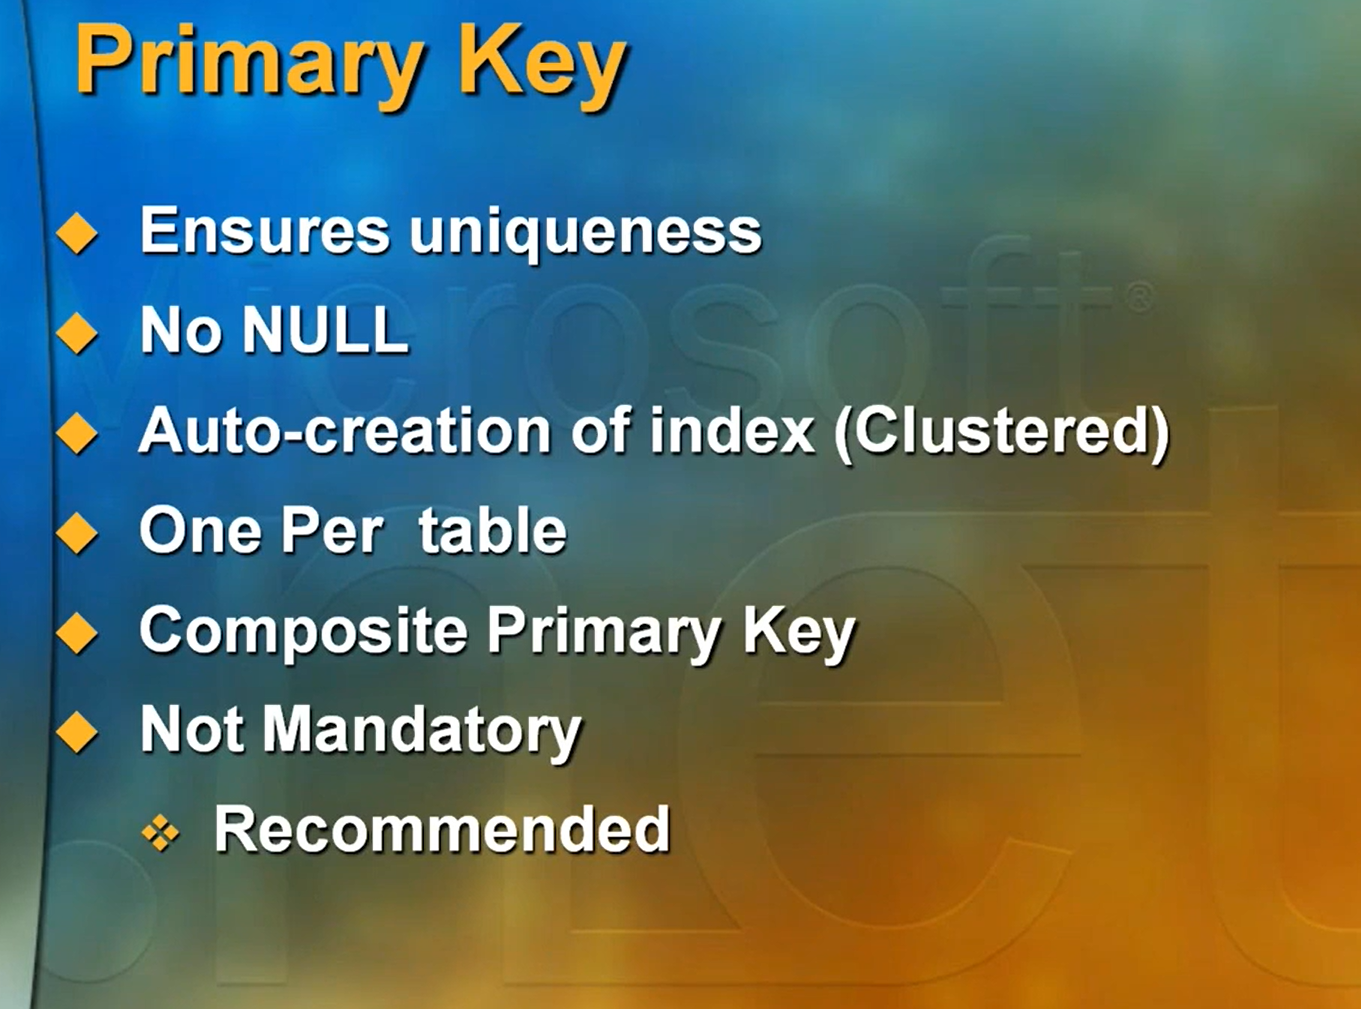 Primary Key
Ensures uniqueness
No NULL
Microsoft®
Auto-creation of index (Clustered)
One Per table
.net
Composite Primary Key
Not Mandatory
Recommended